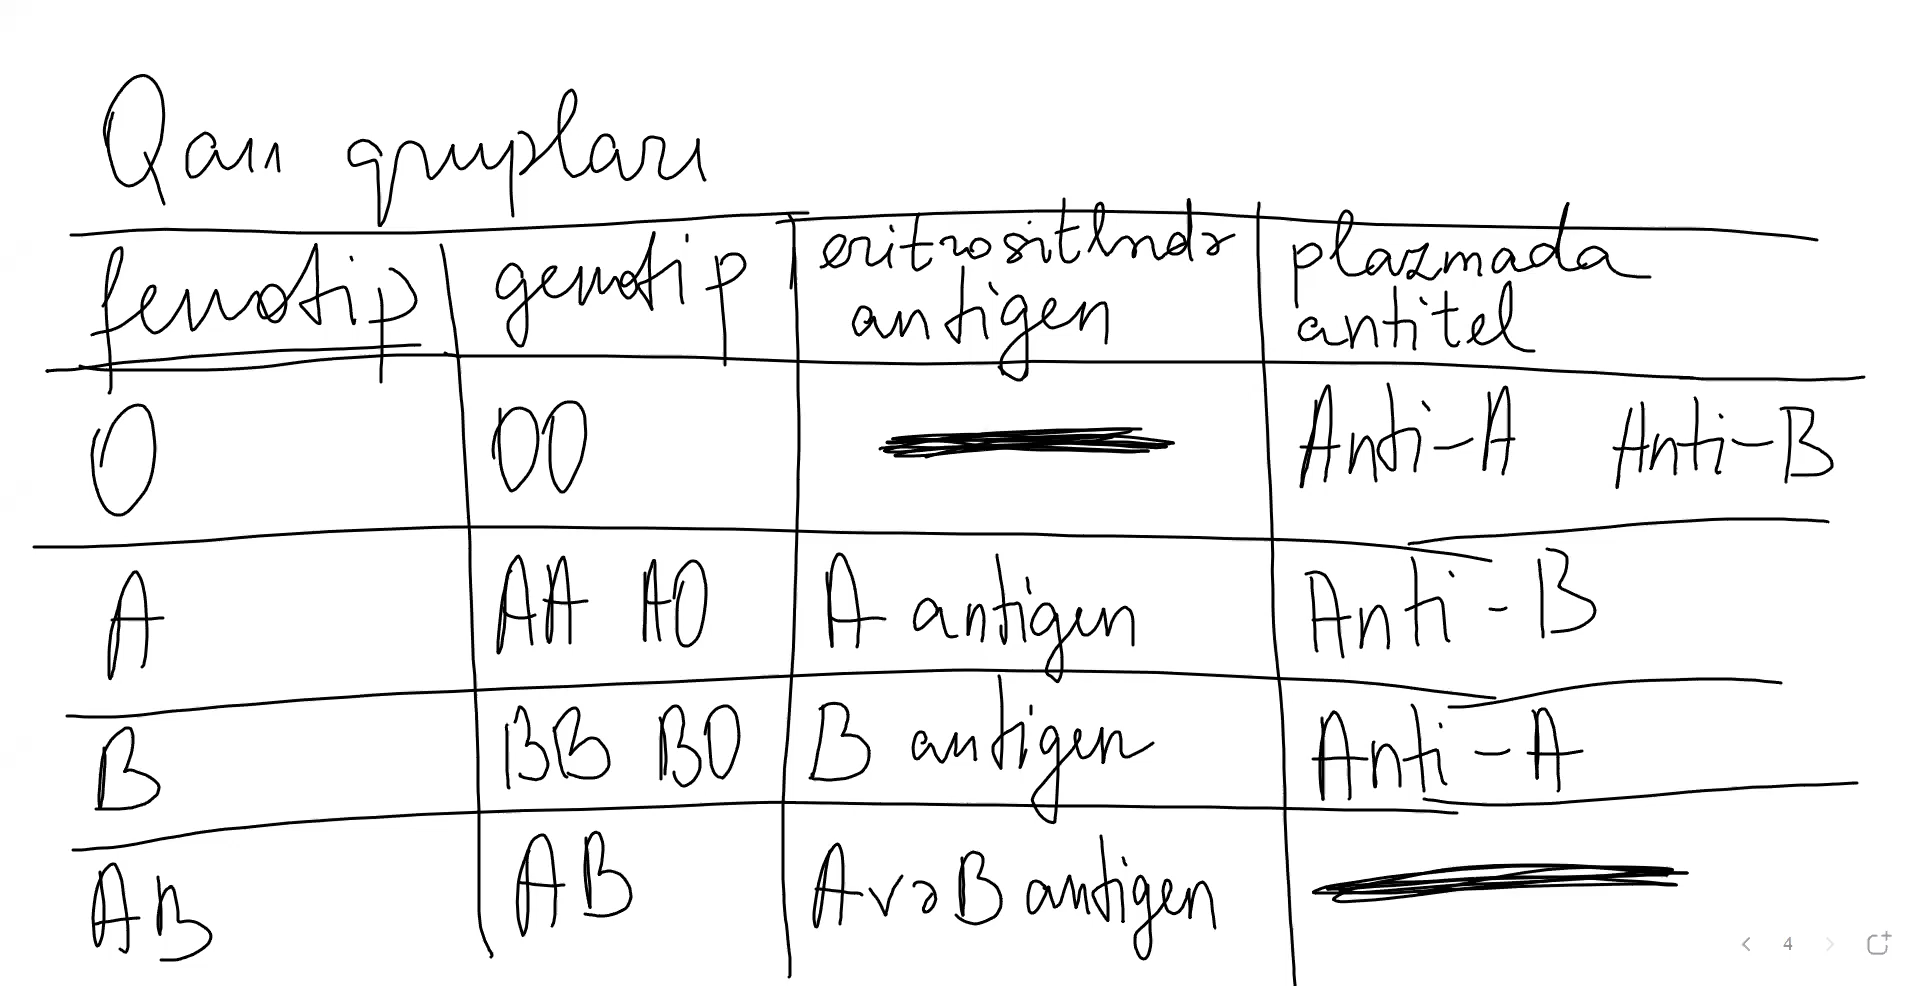 Qan qrupları
fenotip genotip eritrositlndə antigen plazmada antitel
O OO Anti-A Anti-B
A AA AO A antigen Anti-B
B BB BO B antigen Anti-A
AB AB A və B antigen
4